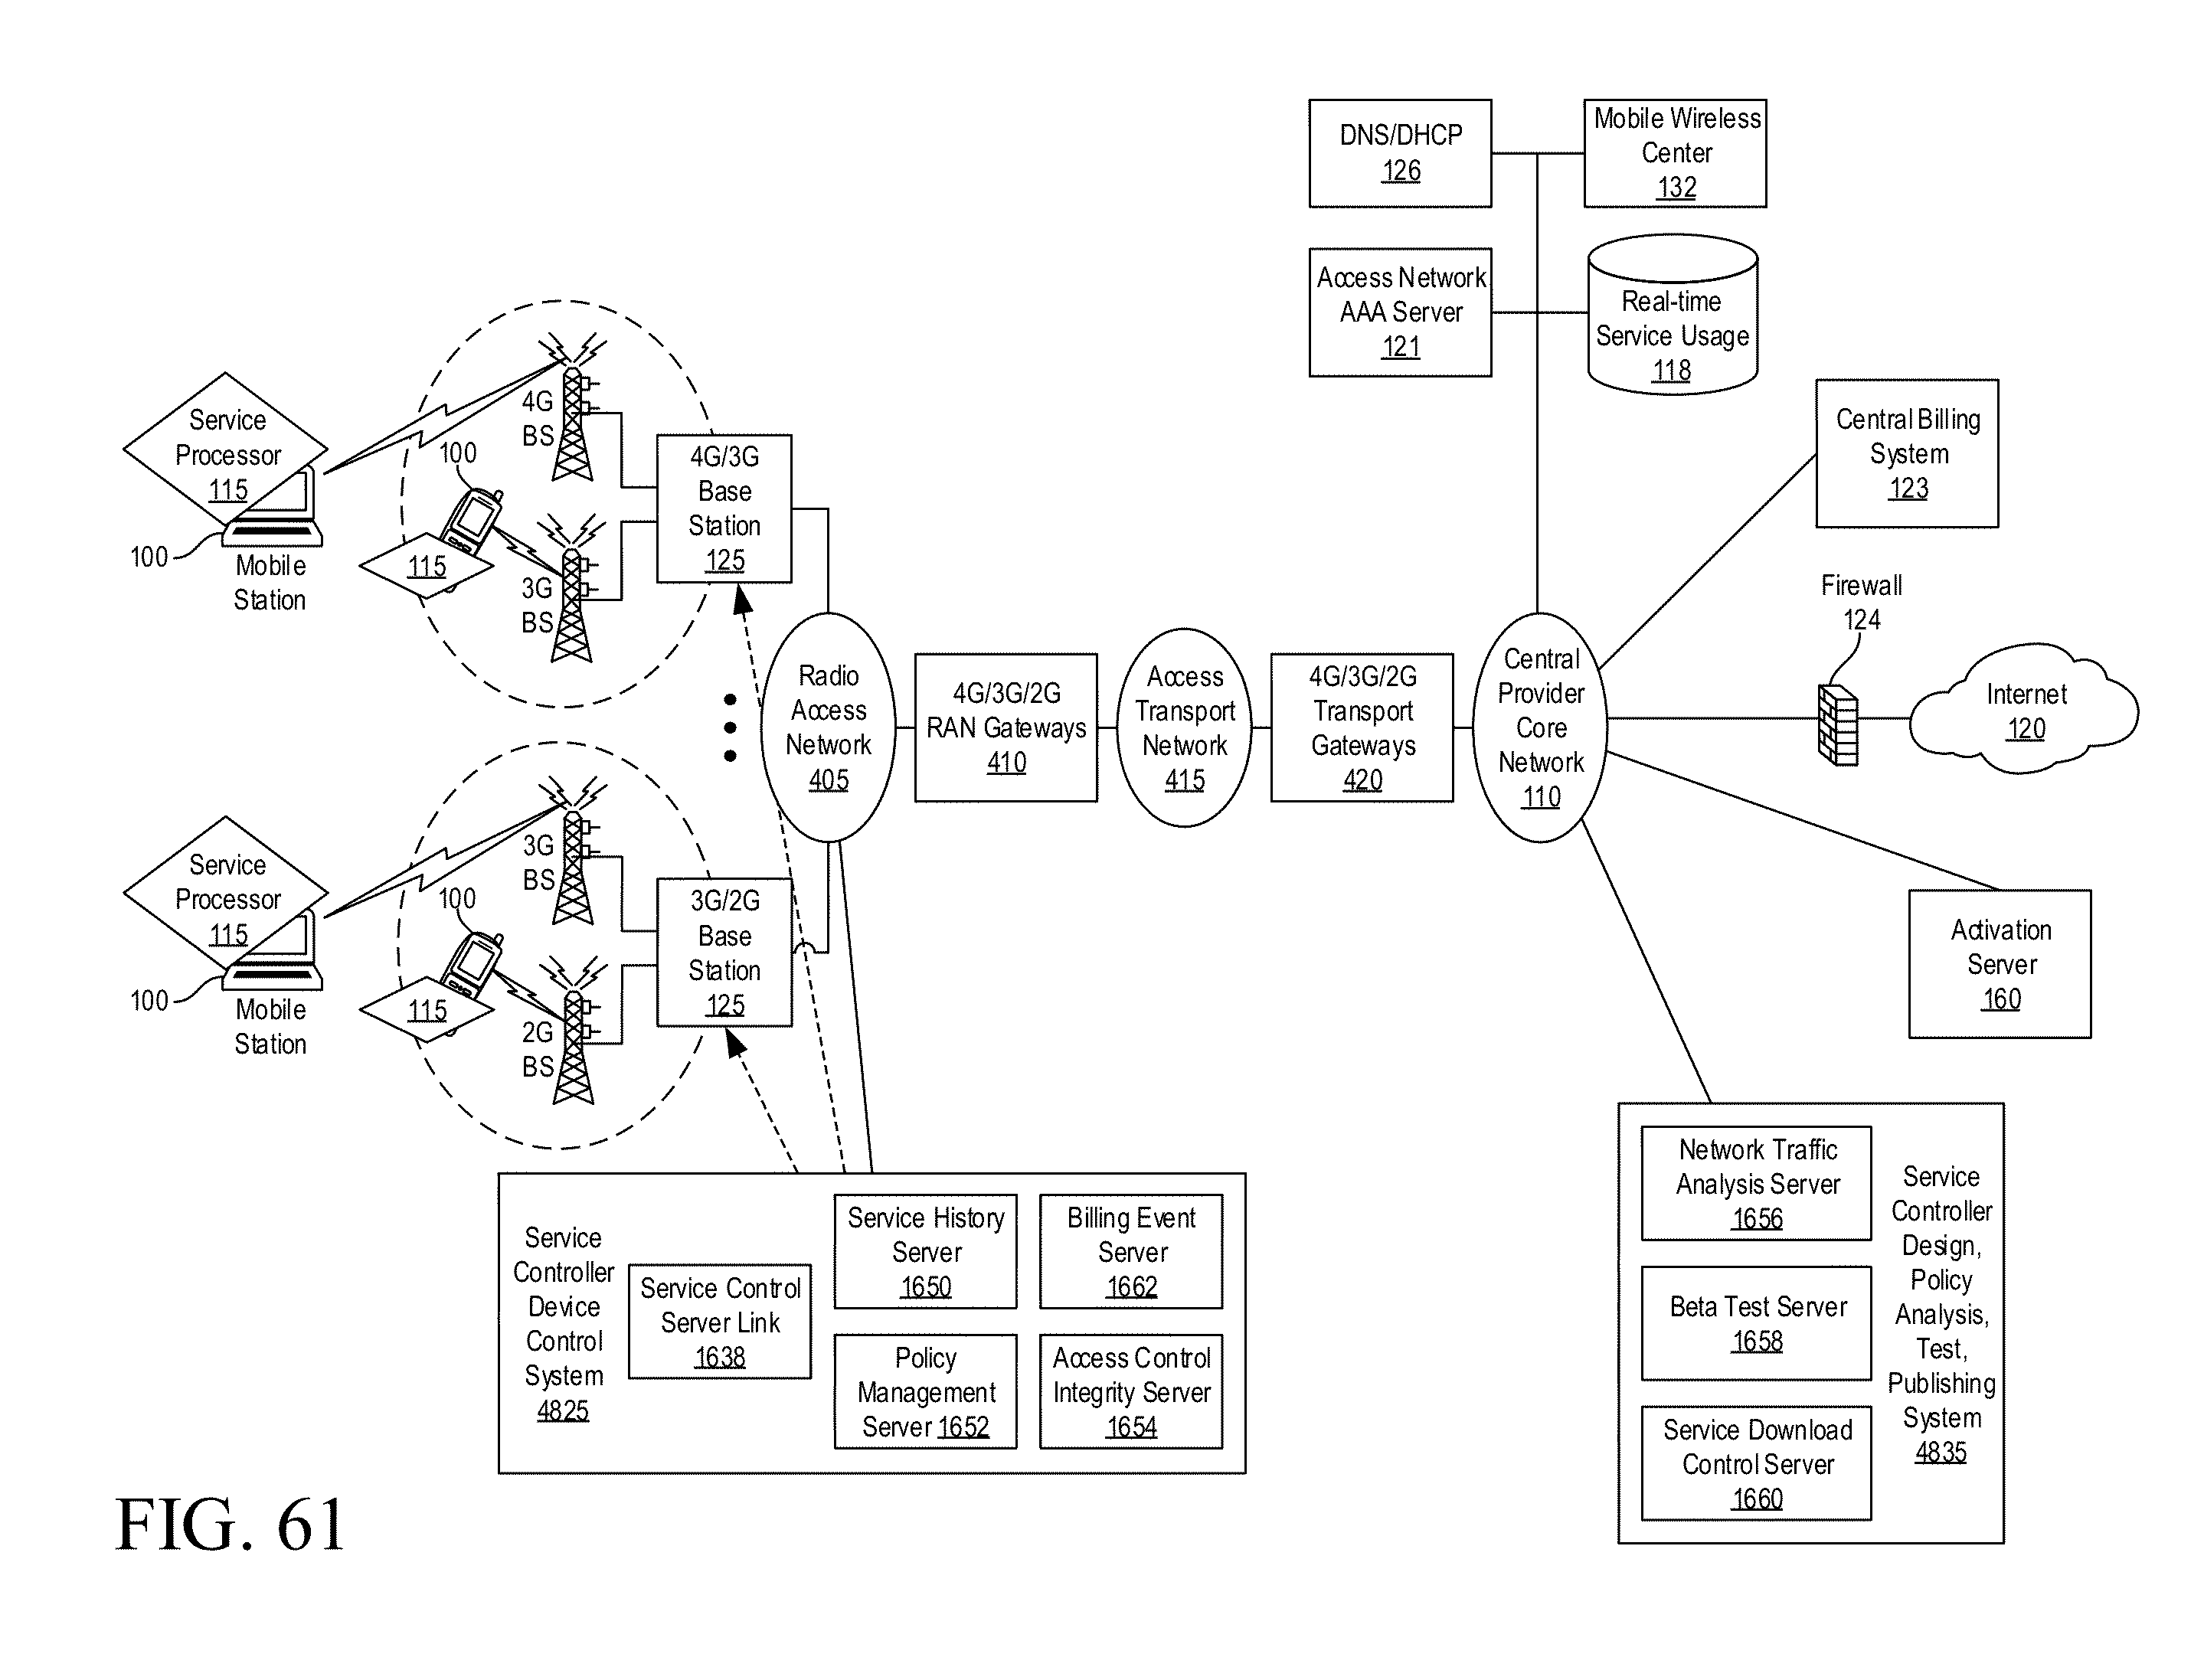 DNS/DHCP
126
Mobile Wireless
Center
132
Access Network
AAA Server
121
Real-time
Service Usage
118
Central Billing
System
123
Service
Processor
115
100
Mobile
Station
4G
BS
100
115
3G
BS
4G/3G
Base
Station
125
Firewall
124
Internet
120
Radio
Access
Network
405
4G/3G/2G
RAN Gateways
410
Access
Transport
Network
415
4G/3G/2G
Transport
Gateways
420
Central
Provider
Core
Network
110
Service
Processor
115
100
Mobile
Station
3G
BS
100
115
2G
BS
3G/2G
Base
Station
125
Activation
Server
160
Service
Controller
Device
Control
System
4825
Service Control
Server Link
1638
Service History
Server
1650
Billing Event
Server
1662
Policy
Management
Server 1652
Access Control
Integrity Server
1654
Network Traffic
Analysis Server
1656
Beta Test Server
1658
Service Download
Control Server
1660
Service
Controller
Design,
Policy
Analysis,
Test,
Publishing
System
4835
FIG. 61